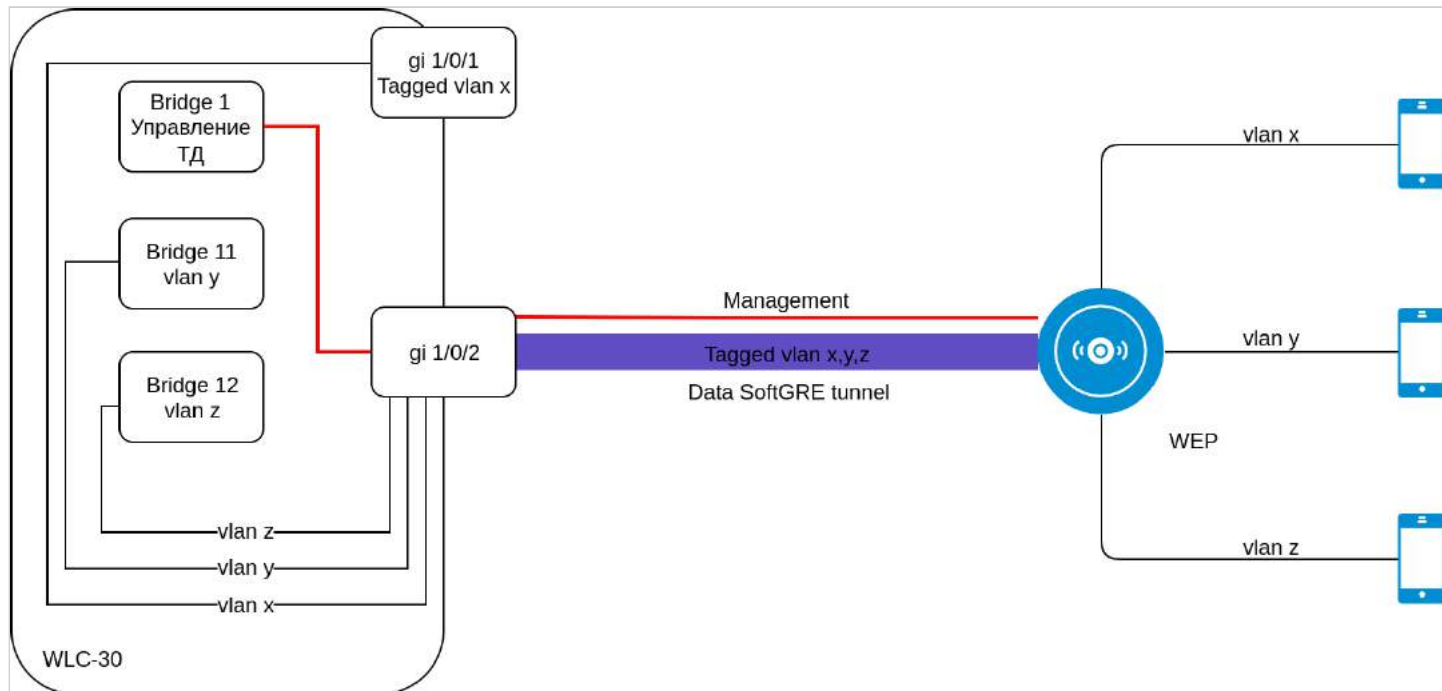 gi 1/0/1
Tagged vlan x
Bridge 1
Управление
ТД
Bridge 11
vlan y
Bridge 12
vlan z
gi 1/0/2
vlan z
vlan y
vlan x
WLC-30
Management
Tagged vlan x,y,z
Data SoftGRE tunnel
WEP
vlan x
vlan y
vlan z